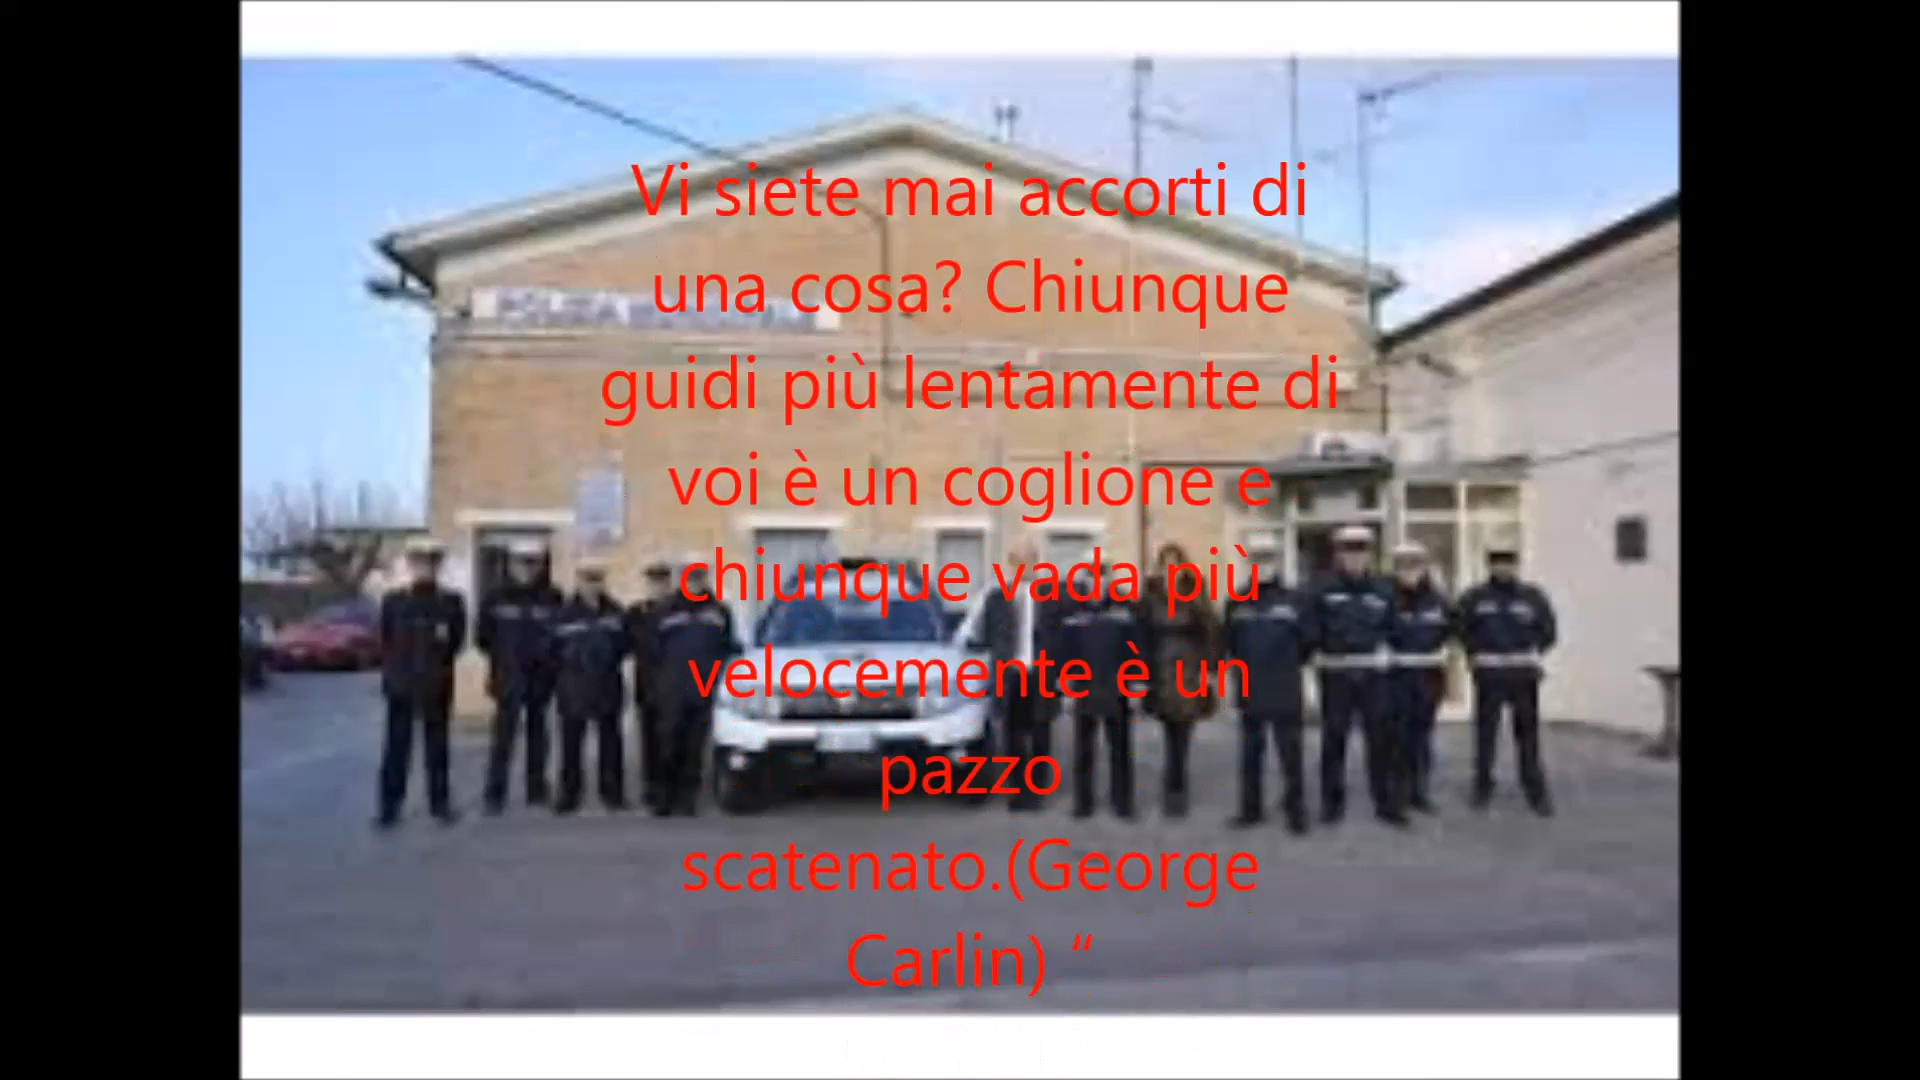 Vi siete mai accorti di
una cosa? Chiunque
guidi più lentamente di
voi è un coglione e
chiunque vada più
velocemente è un
pazzo
scatenato.(George
Carlin) “